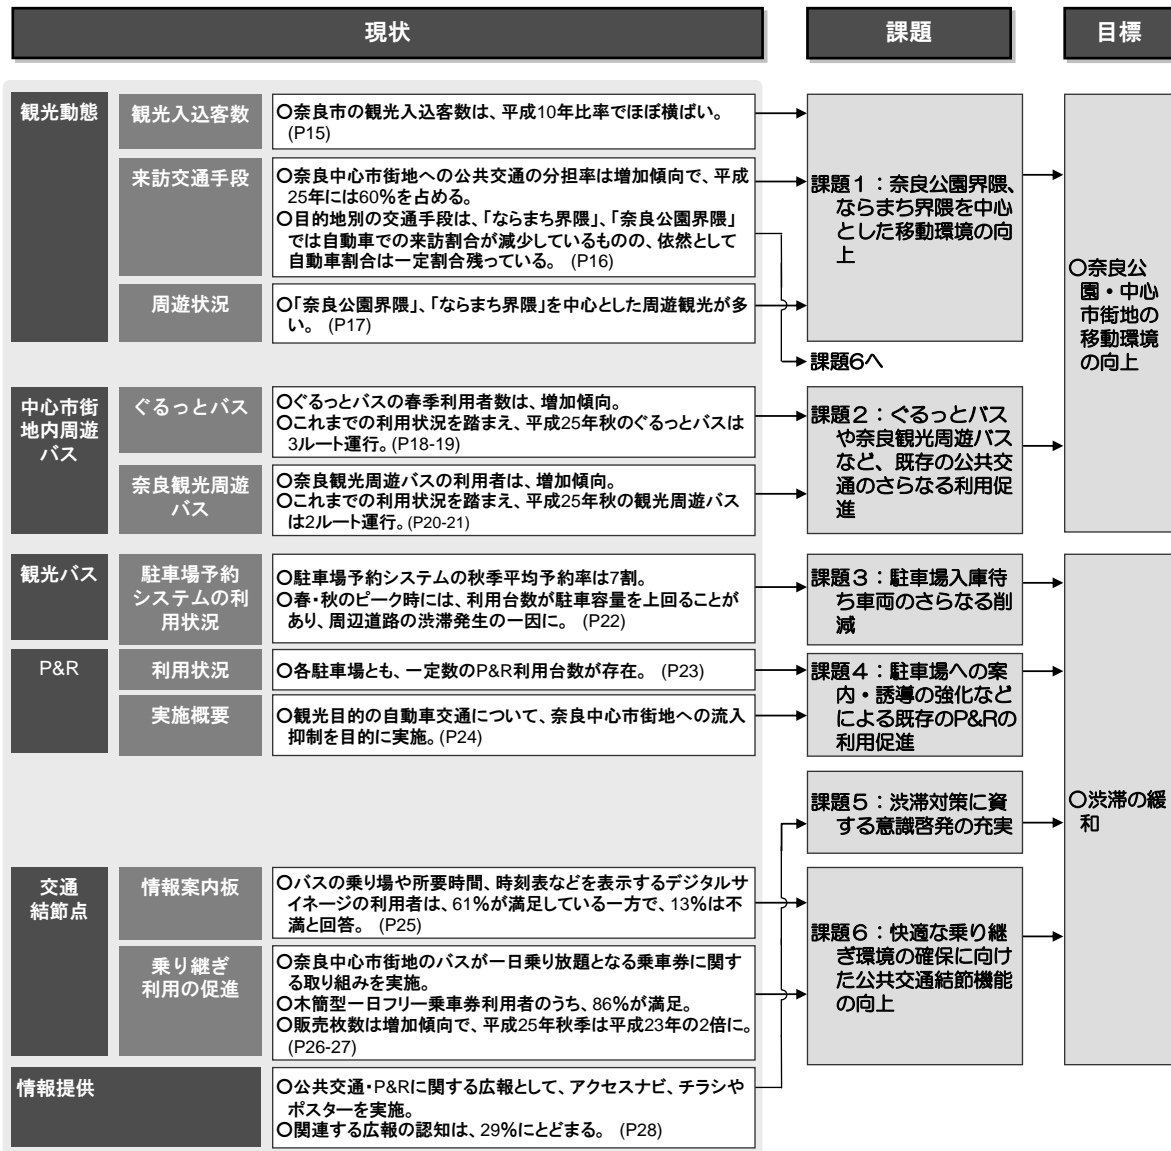 現状
課題
目標
観光動態
観光入込客数
〇奈良市の観光入込客数は、平成10年比率でほぼ横ばい。
(P15)
来訪交通手段
〇奈良中心市街地への公共交通の分担率は増加傾向で、平成
25年には60%を占める。
〇目的地別の交通手段は、「ならまち界隈」、「奈良公園界隈」
では自動車での来訪割合が減少しているものの、依然として
自動車割合は一定割合残っている。 (P16)
周遊状況
〇「奈良公園界隈」、「ならまち界隈」を中心とした周遊観光が多
い。 (P17)
課題1：奈良公園界隈、
ならまち界隈を中心
とした移動環境の向
上
課題6へ
〇奈良公
園・中心
市街地の
移動環境
の向上
中心市街
地内周遊
バス
ぐるっとバス
〇ぐるっとバスの春季利用者数は、増加傾向。
〇これまでの利用状況を踏まえ、平成25年秋のぐるっとバスは
3ルート運行。(P18-19)
奈良観光周遊
バス
〇奈良観光周遊バスの利用者は、増加傾向。
〇これまでの利用状況を踏まえ、平成25年秋の観光周遊バス
は2ルート運行。(P20-21)
課題2：ぐるっとバス
や奈良観光周遊バス
など、既存の公共交
通のさらなる利用促
進
観光バス
駐車場予約
システムの利
用状況
〇駐車場予約システムの秋季平均予約率は7割。
〇春・秋のピーク時には、利用台数が駐車容量を上回ることが
あり、周辺道路の渋滞発生の一因に。 (P22)
課題3：駐車場入庫待
ち車両のさらなる削
減
P&R
利用状況
〇各駐車場とも、一定数のP&R利用台数が存在。 (P23)
実施概要
〇観光目的の自動車交通について、奈良中心市街地への流入
抑制を目的に実施。(P24)
課題4：駐車場への案
内・誘導の強化など
による既存のP&Rの
利用促進
課題5：渋滞対策に資
する意識啓発の充実
〇渋滞の緩
和
交通
結節点
情報案内板
〇バスの乗り場や所要時間、時刻表などを表示するデジタルサ
イネージの利用者は、61%が満足している一方で、13%は不
満と回答。 (P25)
乗り継ぎ
利用の促進
〇奈良中心市街地のバスが一日乗り放題となる乗車券に関す
る取り組みを実施。
〇木簡型一日フリー乗車券利用者のうち、86%が満足。
〇販売枚数は増加傾向で、平成25年秋季は平成23年の2倍に。
(P26-27)
課題6：快適な乗り継
ぎ環境の確保に向け
た公共交通結節機能
の向上
情報提供
〇公共交通・P&Rに関する広報として、アクセスナビ、チラシや
ポスターを実施。
〇関連する広報の認知は、29%にとどまる。 (P28)